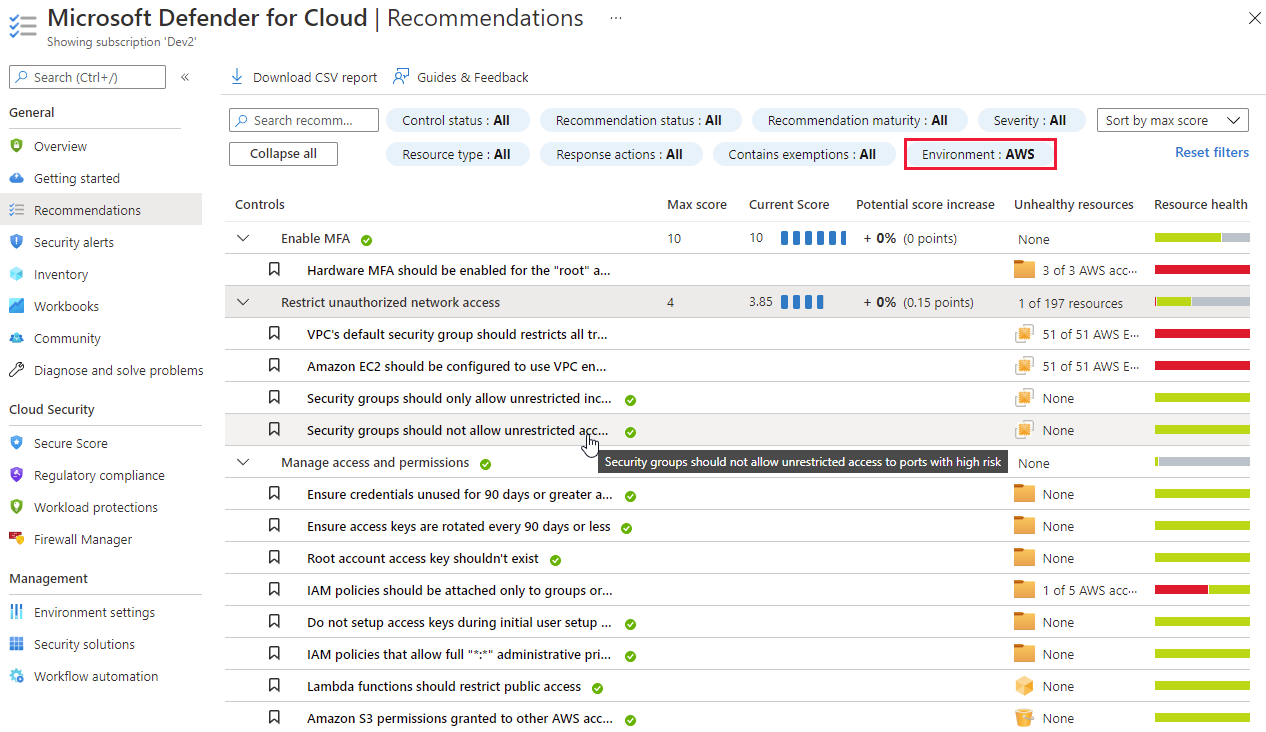 Microsoft Defender for Cloud | Recommendations ...
Showing subscription 'Dev2'
Search (Ctrl+/) «
Download CSV report Guides & Feedback
General
Overview
Getting started
Recommendations
Security alerts
Inventory
Workbooks
Community
Diagnose and solve problems
Cloud Security
Secure Score
Regulatory compliance
Workload protections
Firewall Manager
Management
Environment settings
Security solutions
Workflow automation
Search recomm... Control status : All Recommendation status : All Recommendation maturity : All Severity : All Sort by max score
Collapse all Resource type : All Response actions : All Contains exemptions : All Environment : AWS Reset filters
Controls Max score Current Score Potential score increase Unhealthy resources Resource health
Enable MFA 10 10 + 0% (0 points) None
Hardware MFA should be enabled for the "root" a... 3 of 3 AWS acc...
Restrict unauthorized network access 4 3.85 + 0% (0.15 points) 1 of 197 resources
VPC's default security group should restricts all tr... 51 of 51 AWS E...
Amazon EC2 should be configured to use VPC en... 51 of 51 AWS E...
Security groups should only allow unrestricted inc... None
Security groups should not allow unrestricted acc... None
Security groups should not allow unrestricted access to ports with high risk
Manage access and permissions None
Ensure credentials unused for 90 days or greater a... None
Ensure access keys are rotated every 90 days or less None
Root account access key shouldn't exist None
IAM policies should be attached only to groups or... 1 of 5 AWS acc...
Do not setup access keys during initial user setup ... None
IAM policies that allow full "*:*" administrative pri... None
Lambda functions should restrict public access None
Amazon S3 permissions granted to other AWS acc... None